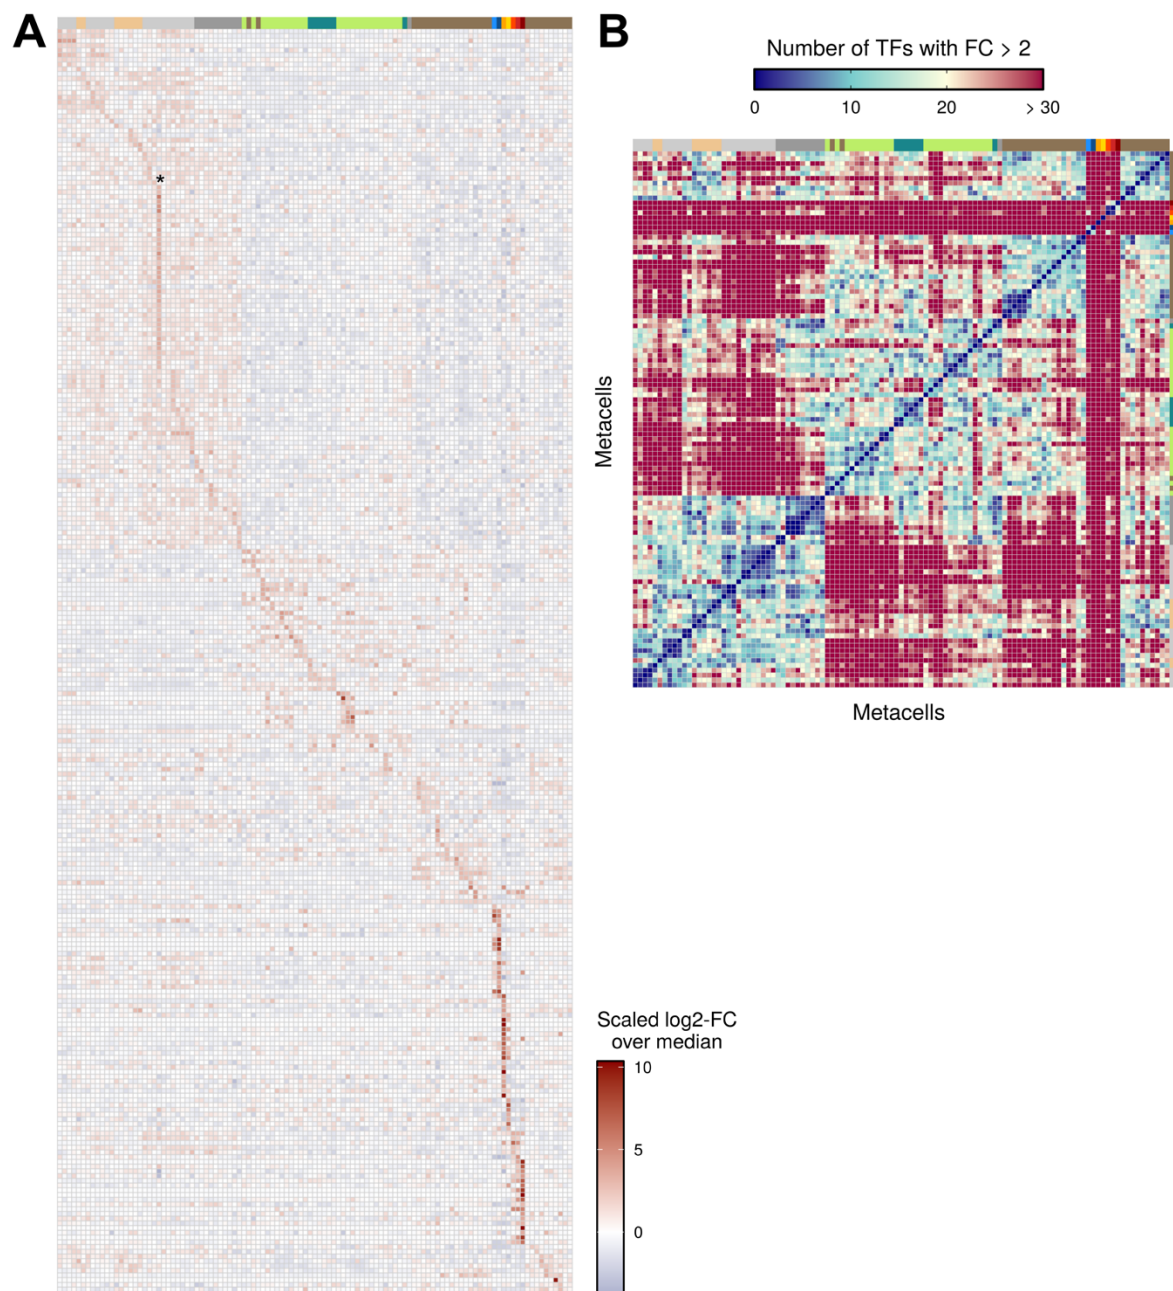 A
B
Number of TFs with FC > 2
0 10 20 > 30
*
Metacells
Metacells
Scaled log2-FC
over median
10
5
0